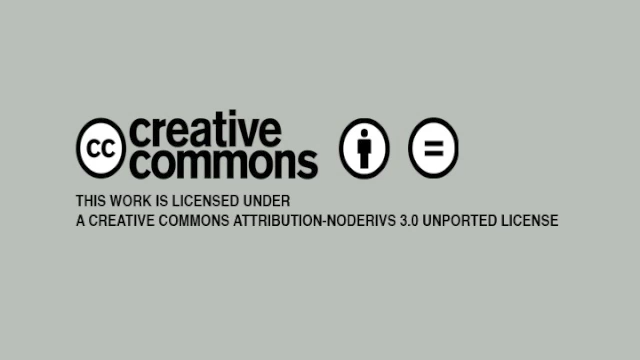 cc creative
commons
THIS WORK IS LICENSED UNDER
A CREATIVE COMMONS ATTRIBUTION-NODERIVS 3.0 UNPORTED LICENSE